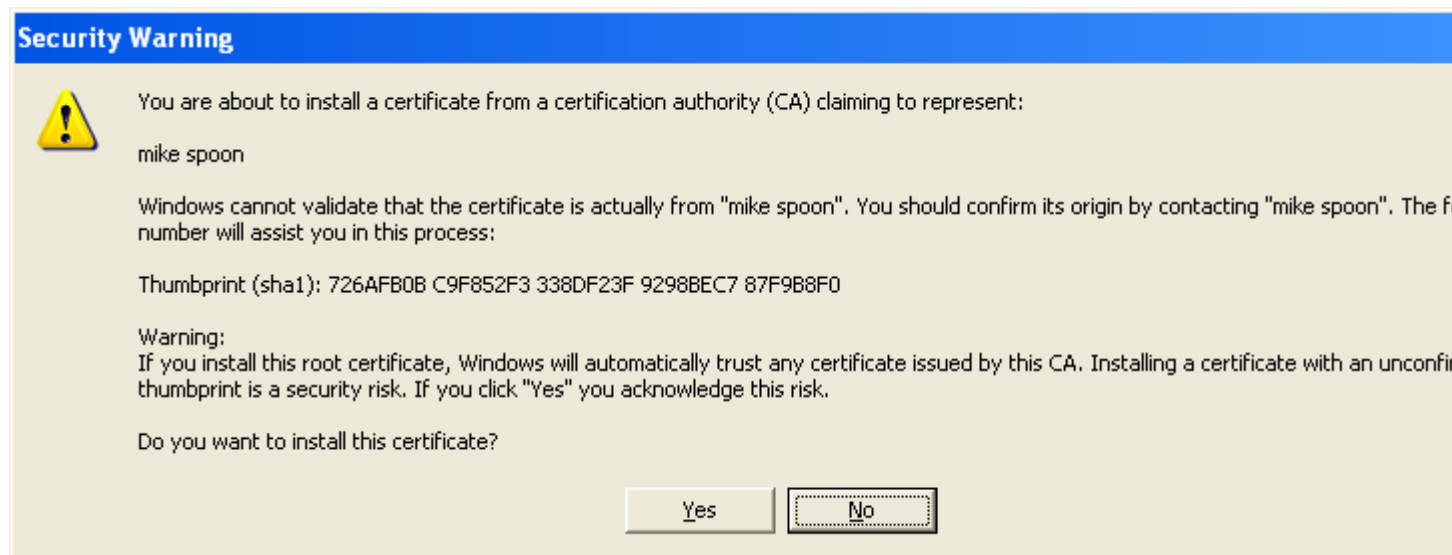 Security Warning
You are about to install a certificate from a certification authority (CA) claiming to represent:
mike spoon
Windows cannot validate that the certificate is actually from "mike spoon". You should confirm its origin by contacting "mike spoon". The
number will assist you in this process:
Thumbprint (sha1): 726AFB0B C9F852F3 338DF23F 9298BEC7 87F9B8F0
Warning:
If you install this root certificate, Windows will automatically trust any certificate issued by this CA. Installing a certificate with an
thumbprint is a security risk. If you click "Yes" you acknowledge this risk.
Do you want to install this certificate?
Yes
No